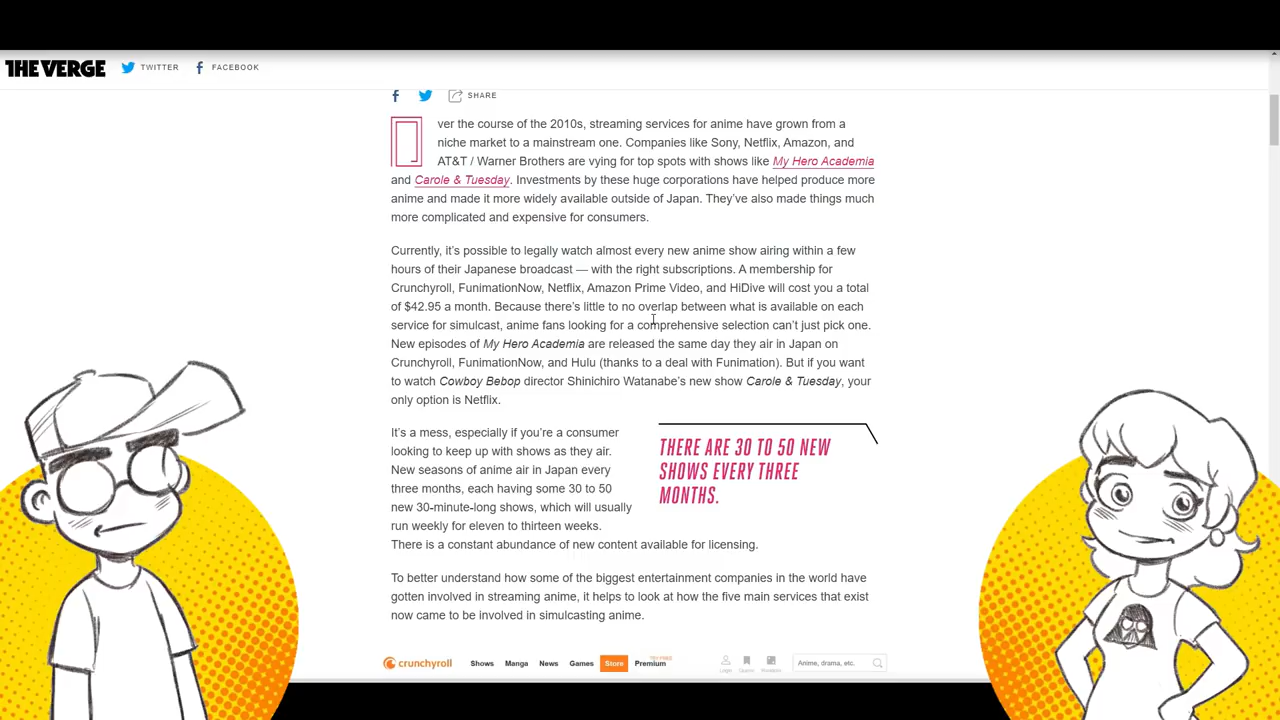 THE VERGE TWITTER FACEBOOK
SHARE
Over the course of the 2010s, streaming services for anime have grown from a
niche market to a mainstream one. Companies like Sony, Netflix, Amazon, and
AT&T / Warner Brothers are vying for top spots with shows like My Hero Academia
and Carole & Tuesday. Investments by these huge corporations have helped produce more
anime and made it more widely available outside of Japan. They've also made things much
more complicated and expensive for consumers.
Currently, it's possible to legally watch almost every new anime show airing within a few
hours of their Japanese broadcast — with the right subscriptions. A membership for
Crunchyroll, FunimationNow, Netflix, Amazon Prime Video, and HiDive will cost you a total
of $42.95 a month. Because there's little to no overlap between what is available on each
service for simulcast, anime fans looking for a comprehensive selection can't just pick one.
New episodes of My Hero Academia are released the same day they air in Japan on
Crunchyroll, FunimationNow, and Hulu (thanks to a deal with Funimation). But if you want
to watch Cowboy Bebop director Shinichiro Watanabe's new show Carole & Tuesday, your
only option is Netflix.
It's a mess, especially if you're a consumer
looking to keep up with shows as they air.
New seasons of anime air in Japan every
three months, each having some 30 to 50
new 30-minute-long shows, which will usually
run weekly for eleven to thirteen weeks.
There is a constant abundance of new content available for licensing.
THERE ARE 30 TO 50 NEW
SHOWS EVERY THREE
MONTHS.
To better understand how some of the biggest entertainment companies in the world have
gotten involved in streaming anime, it helps to look at how the five main services that exist
now came to be involved in simulcasting anime.
crunchyroll Shows Manga News Games Store Premium Anime, drama, etc.